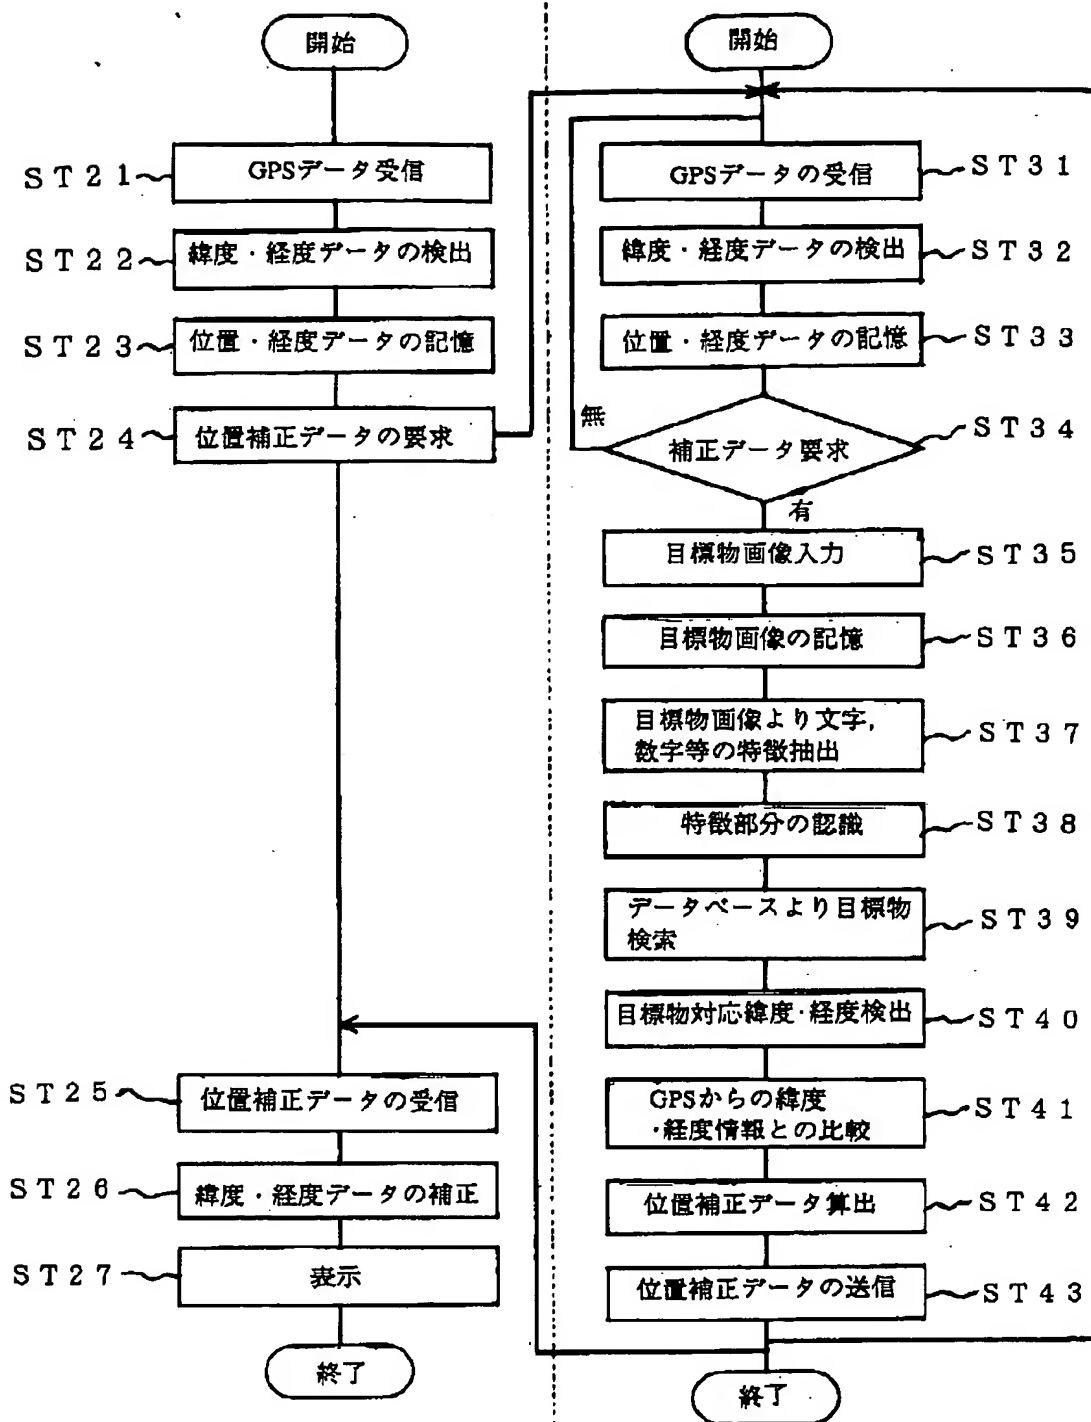 開始
ST21
GPSデータ受信
ST22
緯度・経度データの検出
ST23
位置・経度データの記憶
ST24
位置補正データの要求
ST25
位置補正データの受信
ST26
緯度・経度データの補正
ST27
表示
終了
開始
GPSデータの受信
ST31
緯度・経度データの検出
ST32
位置・経度データの記憶
ST33
無
補正データ要求
ST34
有
目標物画像入力
ST35
目標物画像の記憶
ST36
目標物画像より文字,
数字等の特徴抽出
ST37
特徴部分の認識
ST38
データベースより目標物
検索
ST39
目標物対応緯度・経度検出
ST40
GPSからの緯度
・経度情報との比較
ST41
位置補正データ算出
ST42
位置補正データの送信
ST43
終了